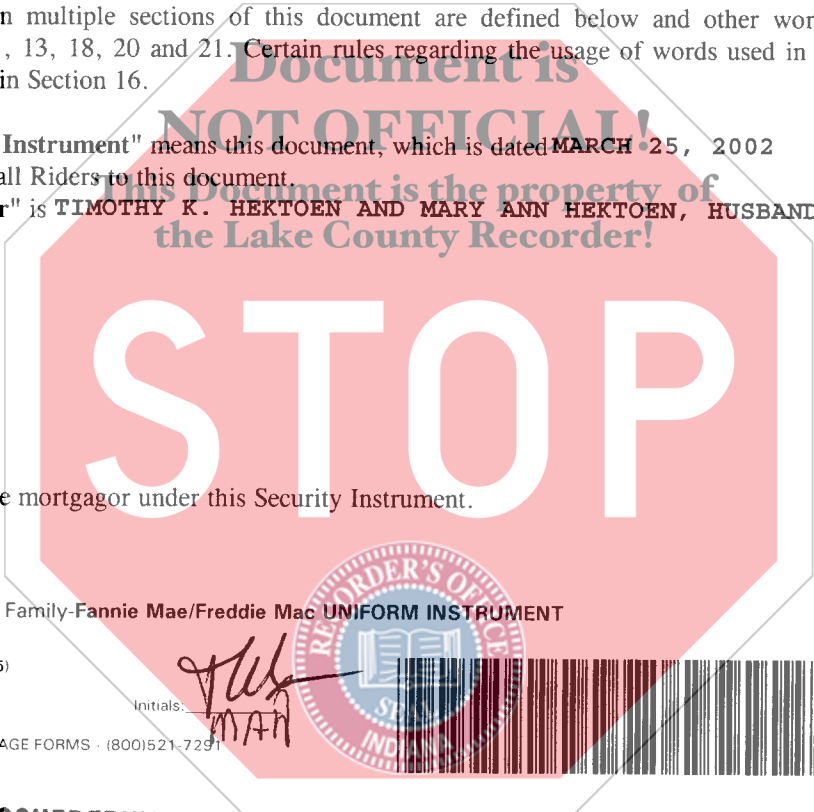 n multiple sections of this document are defined below and other wor
, 13, 18, 20 and 21. Certain rules regarding the usage of words used in
in Section 16.
Document is
NOT OFFICIAL!
Instrument" means this document, which is dated MARCH 25, 2002
all Riders to this document.
This Document is the property of
r" is TIMOTHY K. HEKTOEN AND MARY ANN HEKTOEN, HUSBAND
the Lake County Recorder!
STOP
e mortgagor under this Security Instrument.
Family-Fannie Mae/Freddie Mac UNIFORM INSTRUMENT
RECORDER'S OFFICE
SEAL
INDIANA
Initials:
MAH
AGE FORMS - (800)521-7291